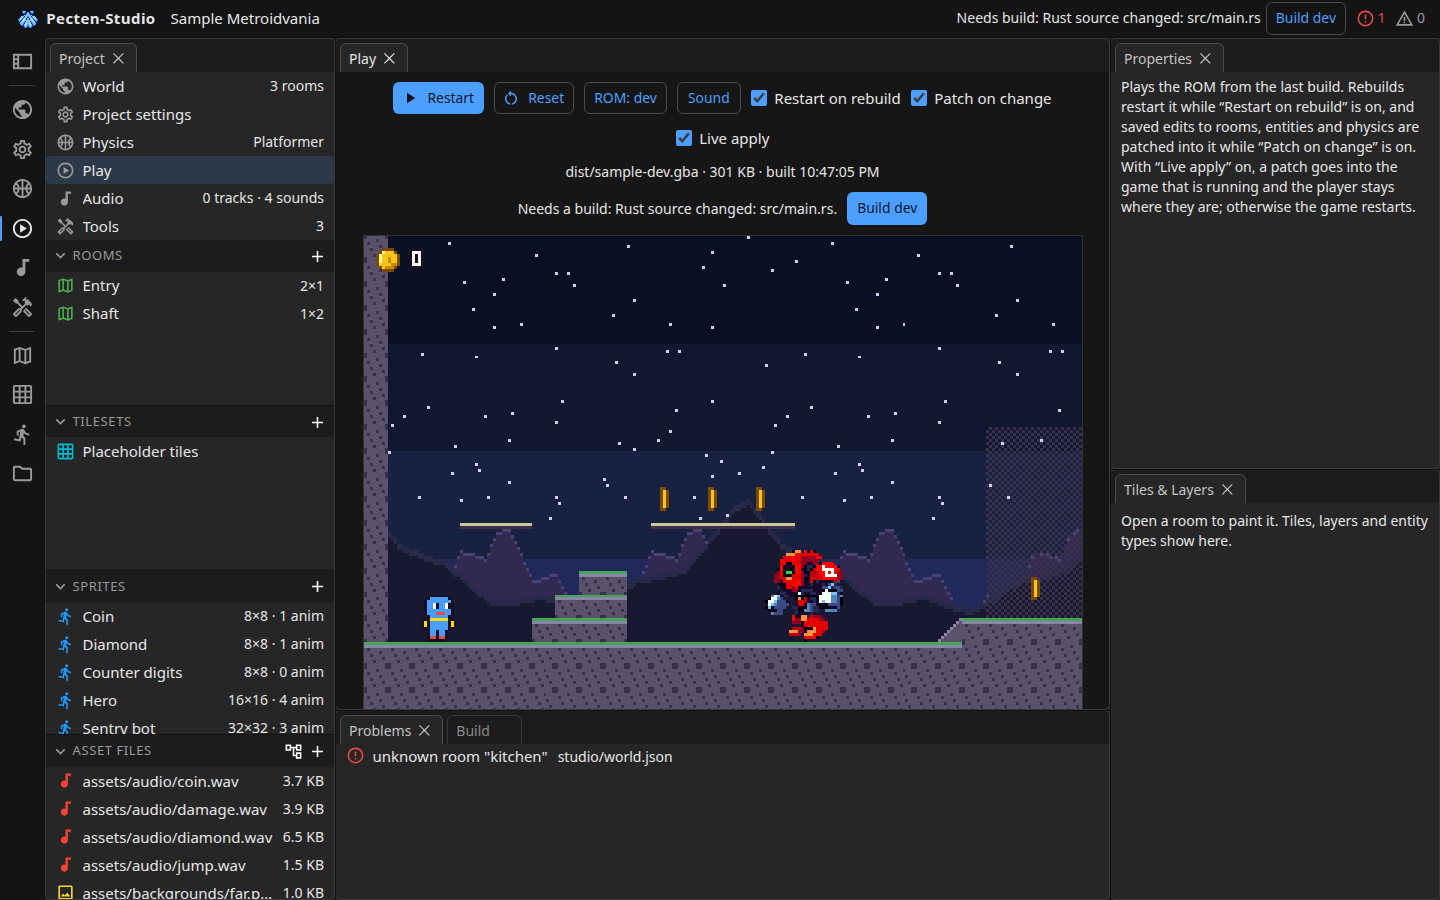 Pecten-Studio Sample Metroidvania
Needs build: Rust source changed: src/main.rs Build dev 1 0
Project
World 3 rooms
Project settings
Physics Platformer
Play
Audio 0 tracks · 4 sounds
Tools 3
ROOMS
Entry 2×1
Shaft 1×2
TILESETS
Placeholder tiles
SPRITES
Coin 8×8 · 1 anim
Diamond 8×8 · 1 anim
Counter digits 8×8 · 0 anim
Hero 16×16 · 4 anim
Sentry bot 32×32 · 3 anim
ASSET FILES
assets/audio/coin.wav 3.7 KB
assets/audio/damage.wav 3.9 KB
assets/audio/diamond.wav 6.5 KB
assets/audio/jump.wav 1.5 KB
assets/backgrounds/far.p... 1.0 KB
Play
Restart Reset ROM: dev Sound Restart on rebuild Patch on change
Live apply
dist/sample-dev.gba · 301 KB · built 10:47:05 PM
Needs a build: Rust source changed: src/main.rs. Build dev
0
Problems Build
unknown room "kitchen" studio/world.json
Properties
Plays the ROM from the last build. Rebuilds
restart it while “Restart on rebuild” is on, and
saved edits to rooms, entities and physics are
patched into it while “Patch on change” is on.
With “Live apply” on, a patch goes into the
game that is running and the player stays
where they are; otherwise the game restarts.
Tiles & Layers
Open a room to paint it. Tiles, layers and entity
types show here.